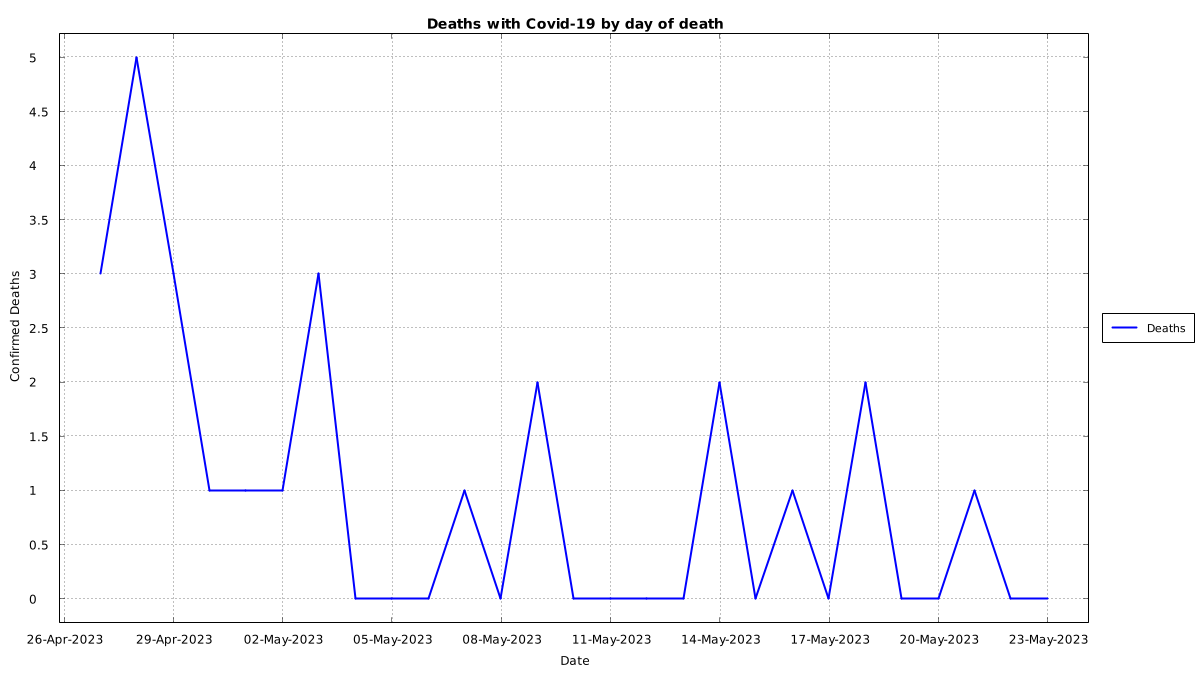 Deaths with Covid-19 by day of death
5
4.5
4
3.5
3
2.5
2
1.5
1
0.5
0
Confirmed Deaths
26-Apr-2023 29-Apr-2023 02-May-2023 05-May-2023 08-May-2023 11-May-2023 14-May-2023 17-May-2023 20-May-2023 23-May-2023
Date
Deaths